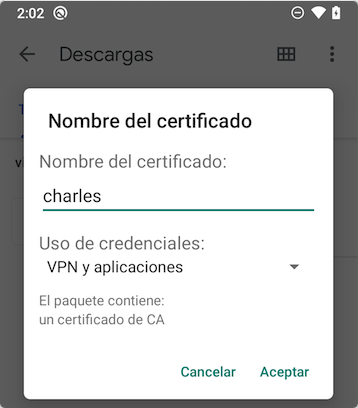 2:02
Descargas
Nombre del certificado
Nombre del certificado:
charles
Uso de credenciales:
VPN y aplicaciones
El paquete contiene:
un certificado de CA
Cancelar Aceptar